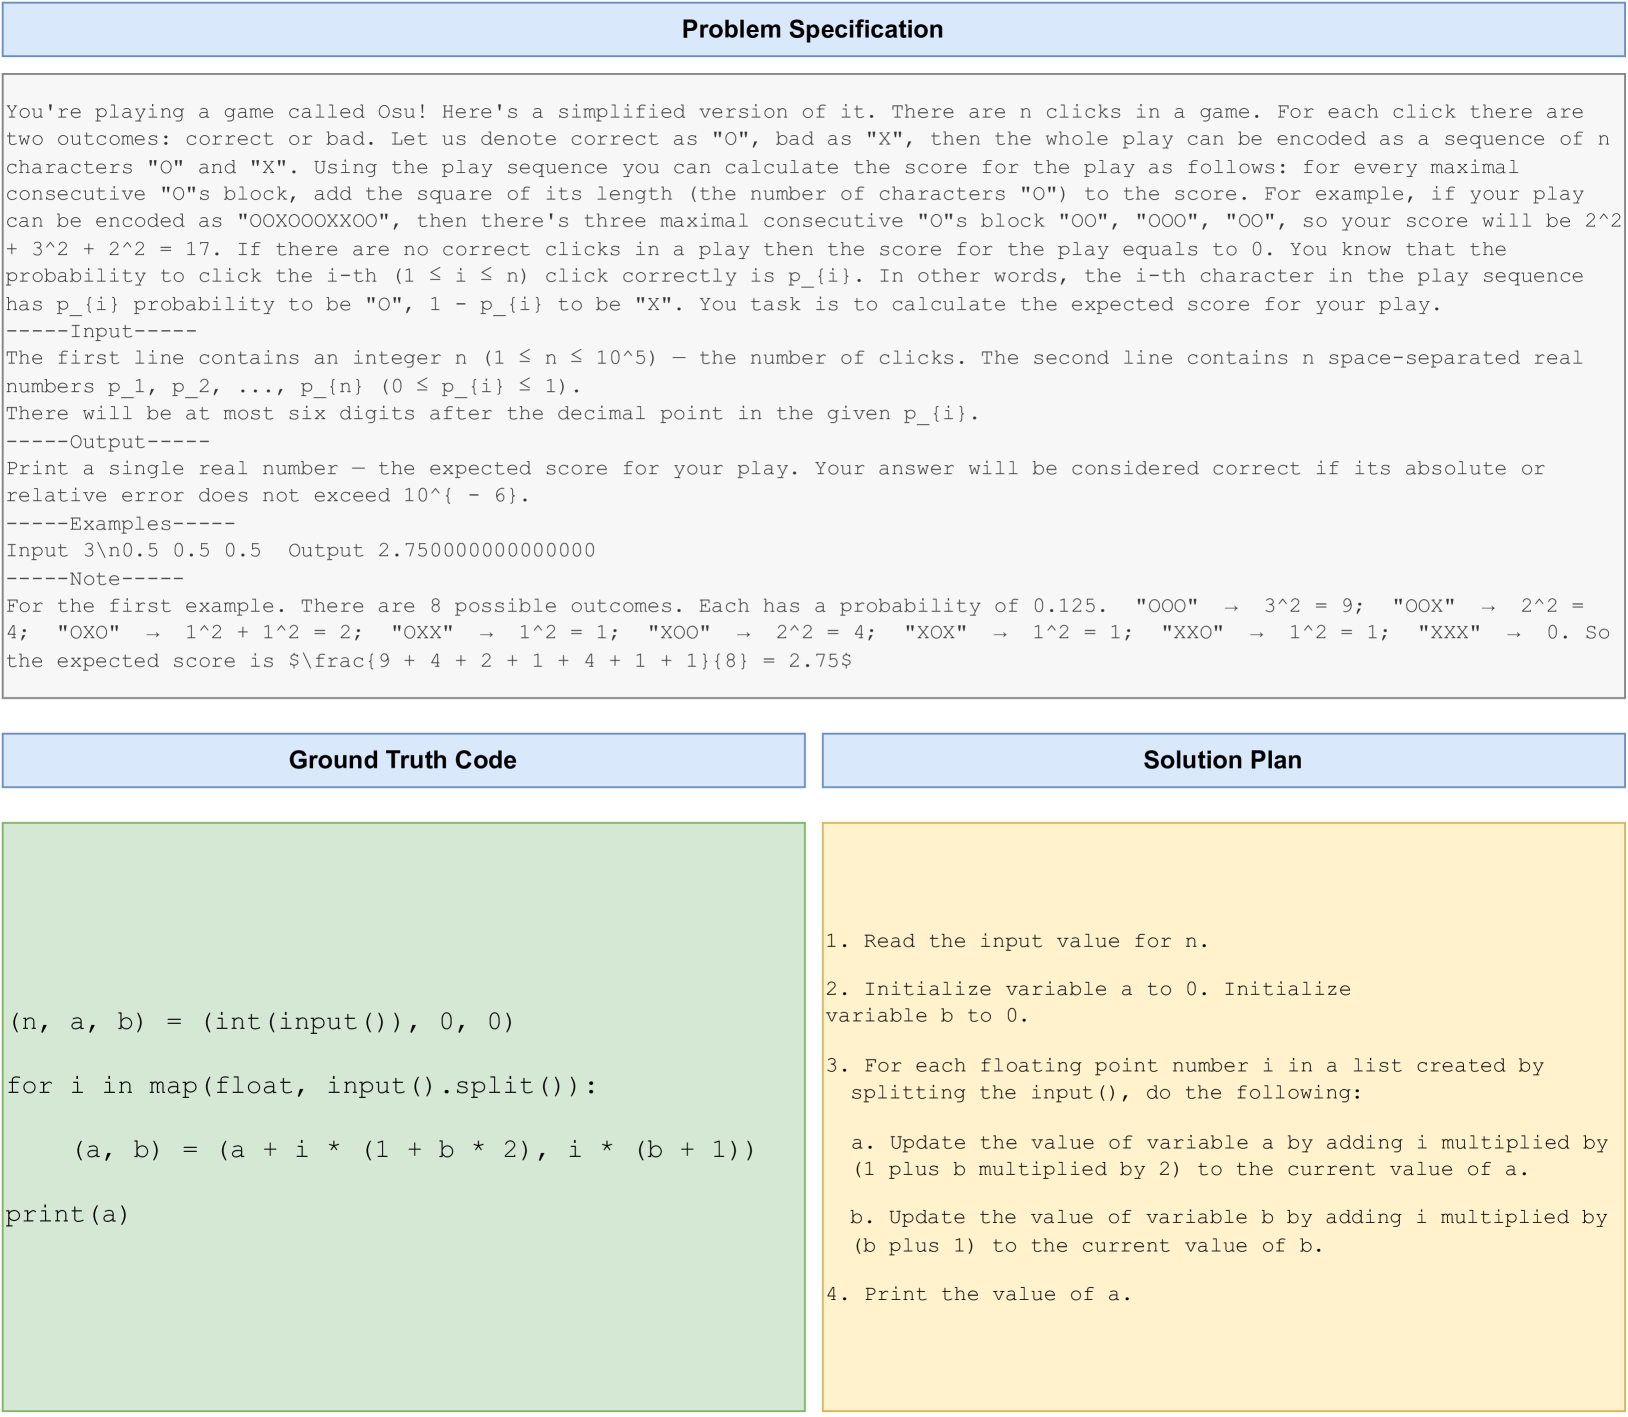 Problem Specification
You're playing a game called Osu! Here's a simplified version of it. There are n clicks in a game. For each click there are
two outcomes: correct or bad. Let us denote correct as "O", bad as "X", then the whole play can be encoded as a sequence of n
characters "O" and "X". Using the play sequence you can calculate the score for the play as follows: for every maximal
consecutive "O"s block, add the square of its length (the number of characters "O") to the score. For example, if your play
can be encoded as "OOXOOOXXOO", then there's three maximal consecutive "O"s block "OO", "OOO", "OO", so your score will be 2^2
+ 3^2 + 2^2 = 17. If there are no correct clicks in a play then the score for the play equals to 0. You know that the
probability to click the i-th (1 ≤ i ≤ n) click correctly is p_{i}. In other words, the i-th character in the play sequence
has p_{i} probability to be "O", 1 - p_{i} to be "X". You task is to calculate the expected score for your play.
-----Input-----
The first line contains an integer n (1 ≤ n ≤ 10^5) — the number of clicks. The second line contains n space-separated real
numbers p_1, p_2, ..., p_{n} (0 ≤ p_{i} ≤ 1).
There will be at most six digits after the decimal point in the given p_{i}.
-----Output-----
Print a single real number — the expected score for your play. Your answer will be considered correct if its absolute or
relative error does not exceed 10^{ - 6}.
-----Examples-----
Input 3\n0.5 0.5 0.5  Output 2.750000000000000
-----Note-----
For the first example. There are 8 possible outcomes. Each has a probability of 0.125.  "OOO"  →  3^2 = 9;  "OOX"  →  2^2 =
4;  "OXO"  →  1^2 + 1^2 = 2;  "OXX"  →  1^2 = 1;  "XOO"  →  2^2 = 4;  "XOX"  →  1^2 = 1;  "XXO"  →  1^2 = 1;  "XXX"  →  0. So
the expected score is $\frac{9 + 4 + 2 + 1 + 4 + 1 + 1}{8} = 2.75$
Ground Truth Code
(n, a, b) = (int(input()), 0, 0)
for i in map(float, input().split()):
    (a, b) = (a + i * (1 + b * 2), i * (b + 1))
print(a)
Solution Plan
1. Read the input value for n.
2. Initialize variable a to 0. Initialize
variable b to 0.
3. For each floating point number i in a list created by
splitting the input(), do the following:
a. Update the value of variable a by adding i multiplied by
(1 plus b multiplied by 2) to the current value of a.
b. Update the value of variable b by adding i multiplied by
(b plus 1) to the current value of b.
4. Print the value of a.